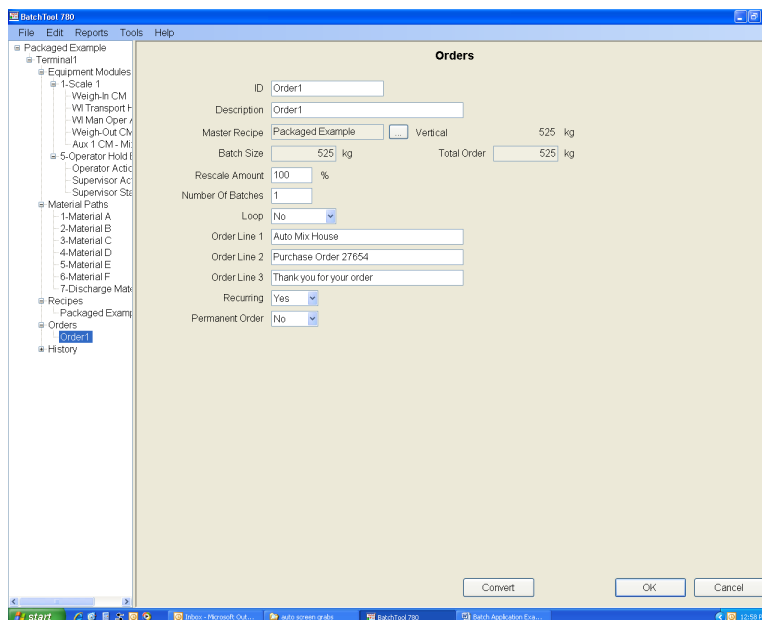 BatchTool 780
File Edit Reports Tools Help
Packaged Example
Terminal1
Equipment Modules
1-Scale 1
Weigh-In CM
WI Transport H
WI Man Oper
Weigh-Out CM
Aux 1 CM - Mi
5-Operator Hold E
Operator Actio
Supervisor Act
Supervisor Sta
Material Paths
1-Material A
2-Material B
3-Material C
4-Material D
5-Material E
6-Material F
7-Discharge Mate
Recipes
Packaged Examp
Orders
Order1
History
Orders
ID Order1
Description Order1
Master Recipe Packaged Example ... Vertical 525 kg
Batch Size 525 kg Total Order 525 kg
Rescale Amount 100 %
Number Of Batches 1
Loop No
Order Line 1 Auto Mix House
Order Line 2 Purchase Order 27654
Order Line 3 Thank you for your order
Recurring Yes
Permanent Order No
Convert OK Cancel
start Inbox - Microsoft Out... auto screen grabs BatchTool 780 Batch Application Exa... 12:58 P